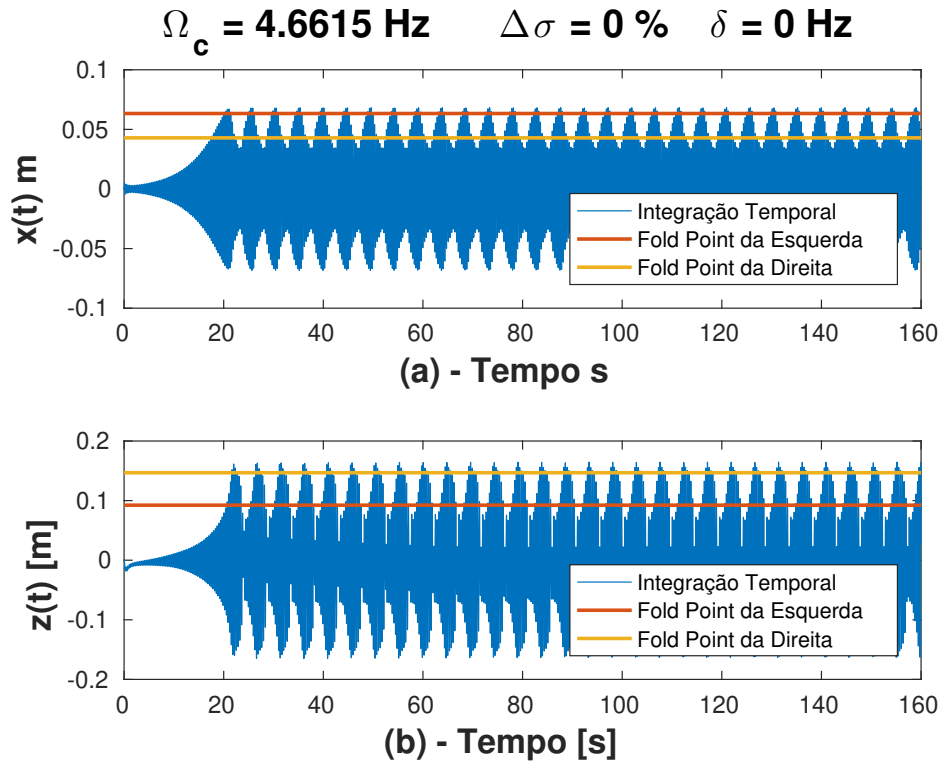 Ω_c = 4.6615 Hz Δσ = 0 % δ = 0 Hz
0.1
0.05
0
-0.05
-0.1
x(t) m
Integração Temporal
Fold Point da Esquerda
Fold Point da Direita
0 20 40 60 80 100 120 140 160
(a) - Tempo s
0.2
0.1
0
-0.1
-0.2
z(t) [m]
Integração Temporal
Fold Point da Esquerda
Fold Point da Direita
0 20 40 60 80 100 120 140 160
(b) - Tempo [s]